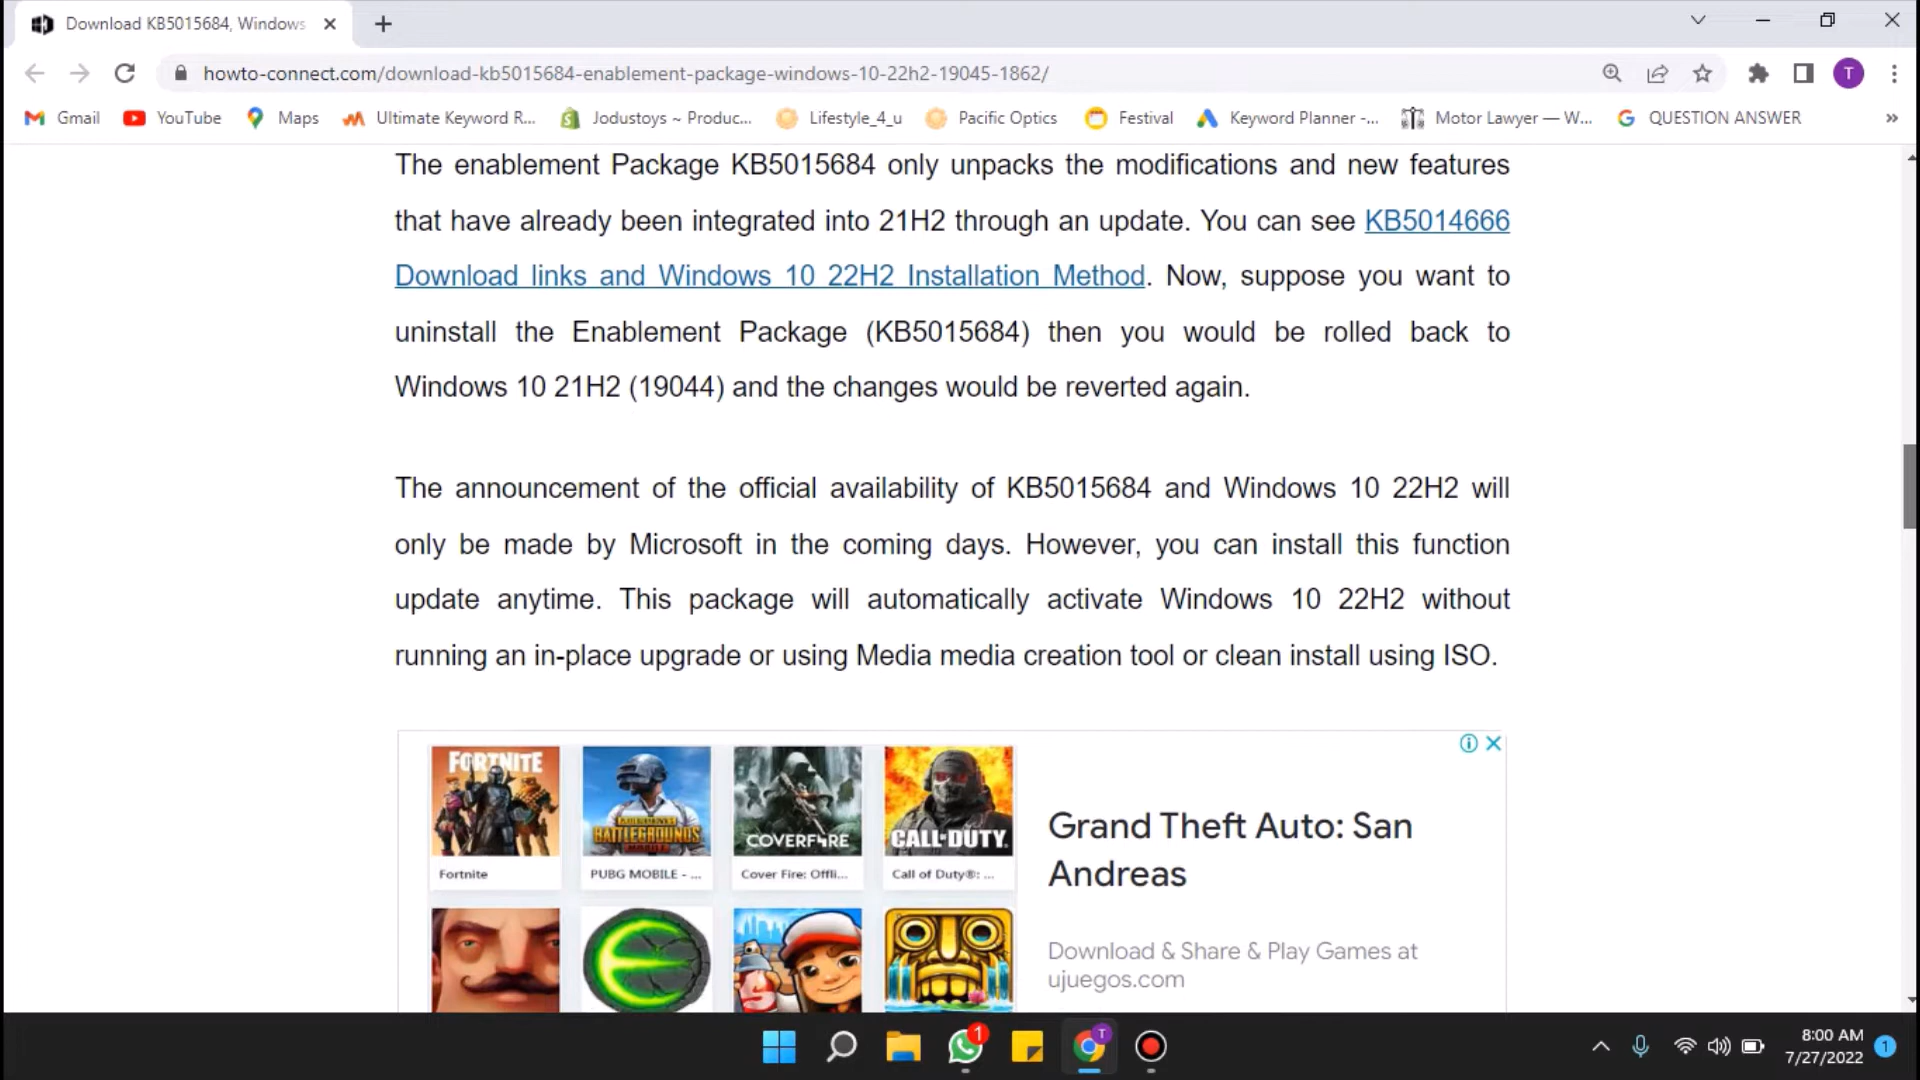 Download KB5015684, Windows
howto-connect.com/download-kb5015684-enablement-package-windows-10-22h2-19045-1862/
T
Gmail YouTube Maps Ultimate Keyword R... Jodustoys ~ Produc... Lifestyle_4_u Pacific Optics Festival Keyword Planner -... Motor Lawyer — W... QUESTION ANSWER »
The enablement Package KB5015684 only unpacks the modifications and new features
that have already been integrated into 21H2 through an update. You can see KB5014666
Download links and Windows 10 22H2 Installation Method. Now, suppose you want to
uninstall the Enablement Package (KB5015684) then you would be rolled back to
Windows 10 21H2 (19044) and the changes would be reverted again.
The announcement of the official availability of KB5015684 and Windows 10 22H2 will
only be made by Microsoft in the coming days. However, you can install this function
update anytime. This package will automatically activate Windows 10 22H2 without
running an in-place upgrade or using Media media creation tool or clean install using ISO.
FORTNITE
BATTLEGROUNDS
COVERFIRE
CALL·DUTY.
Fortnite
PUBG MOBILE - ...
Cover Fire: Offli...
Call of Duty®: ...
Grand Theft Auto: San
Andreas
Download & Share & Play Games at
ujuegos.com
1
T
8:00 AM
7/27/2022
1